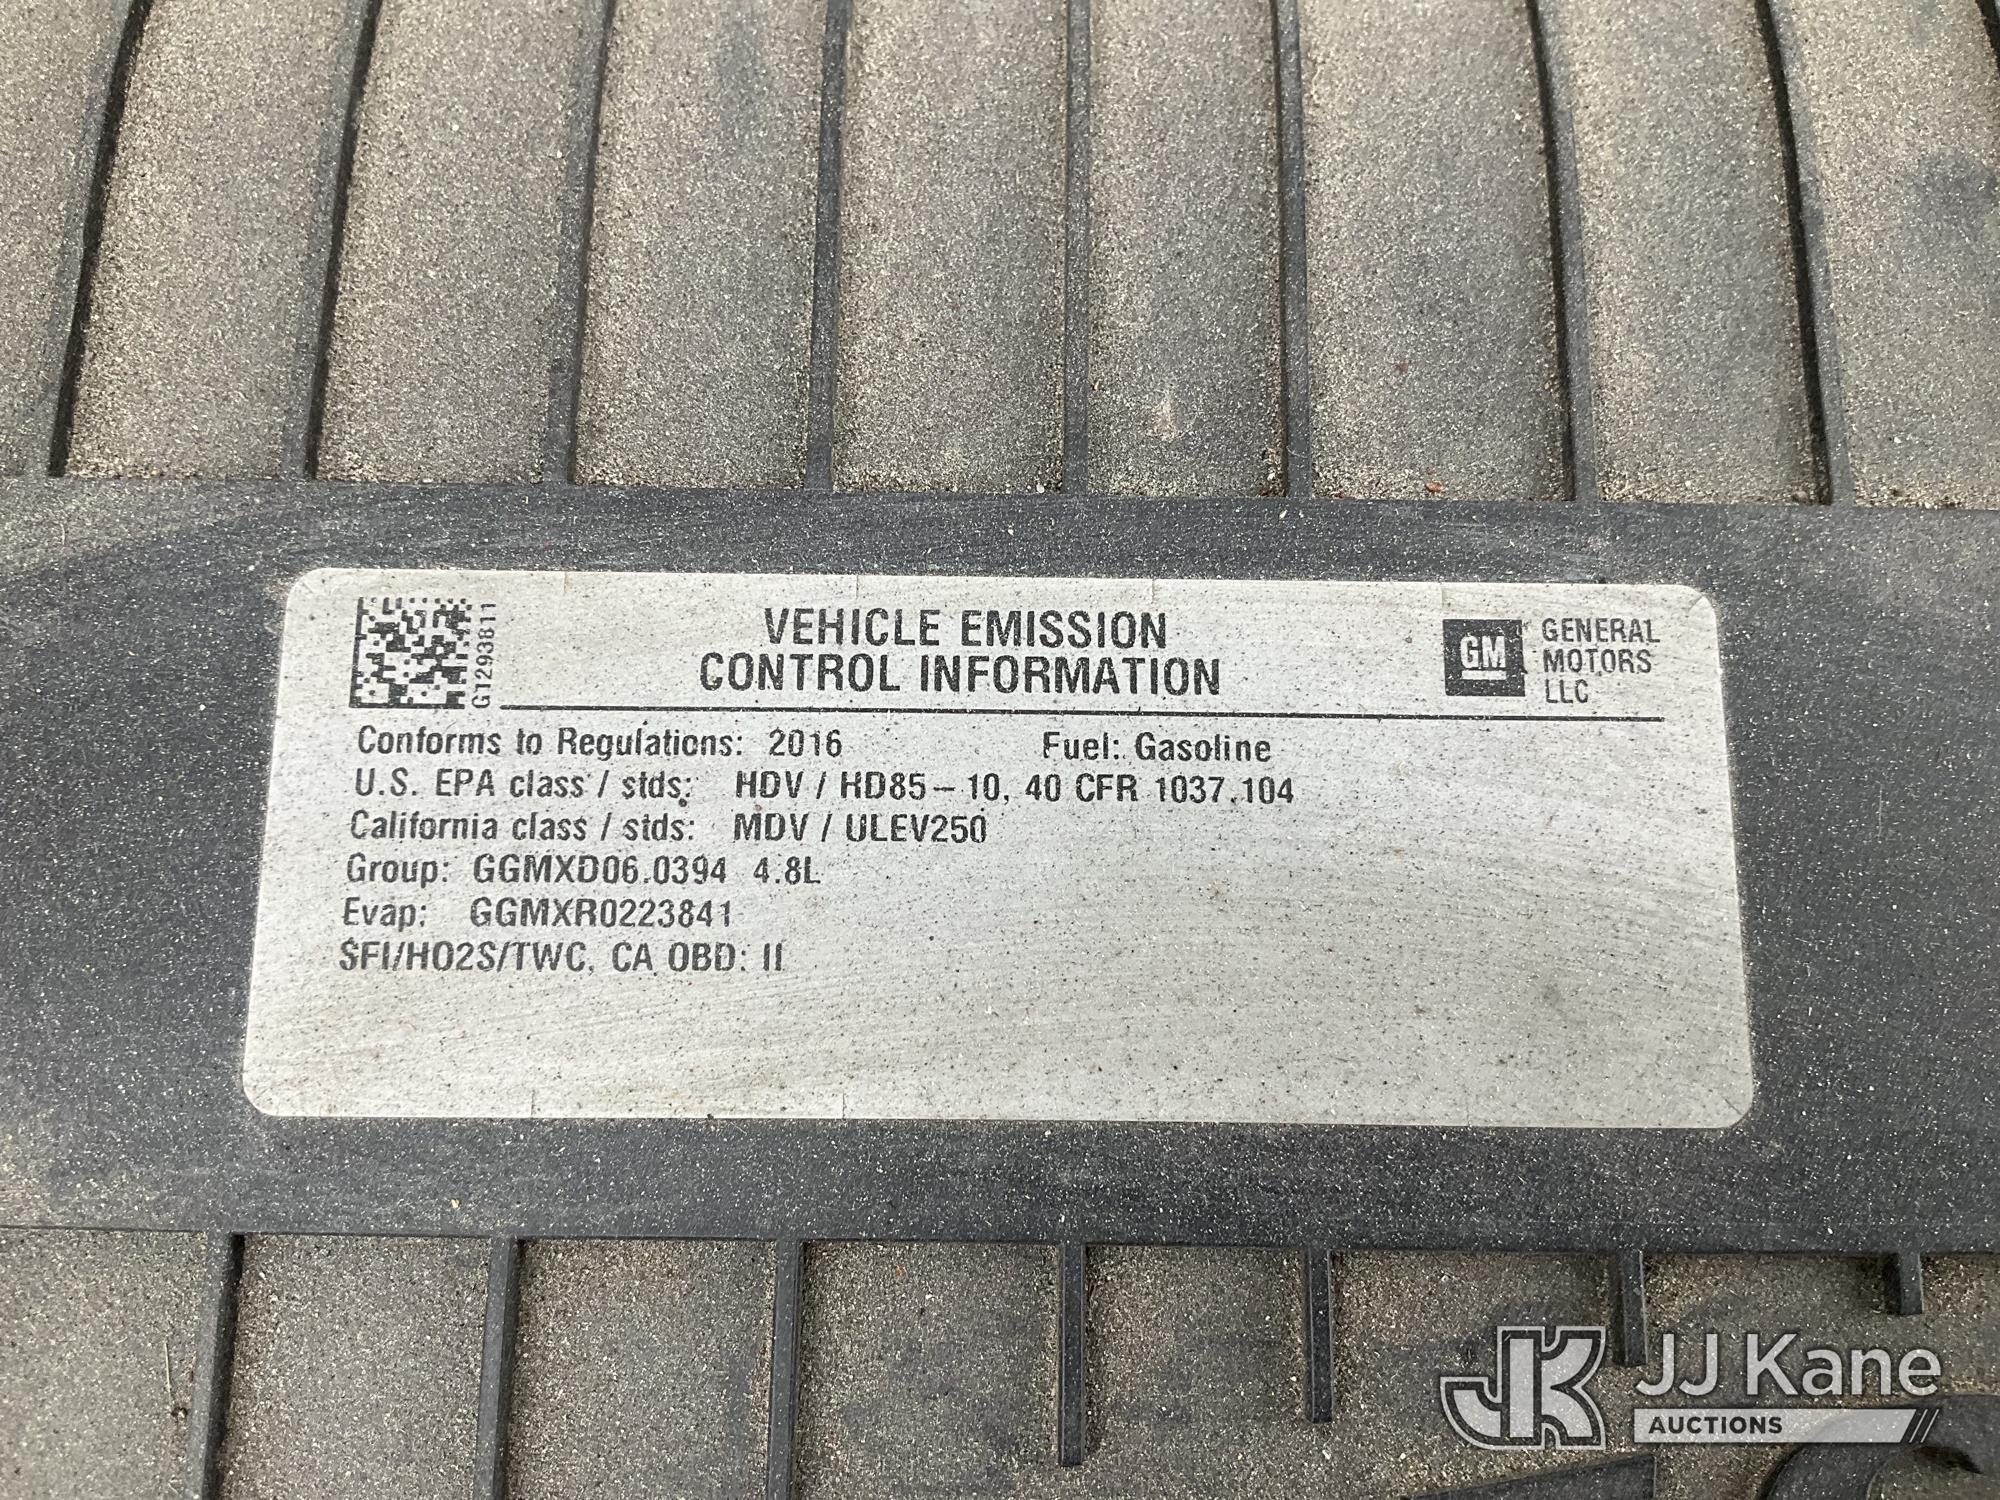 G1293811
VEHICLE EMISSION
CONTROL INFORMATION
GM
GENERAL
MOTORS
LLC
Conforms to Regulations: 2016 Fuel: Gasoline
U.S. EPA class / stds: HDV / HD85-10, 40 CFR 1037.104
California class / stds: MDV / ULEV250
Group: GGMXD06.0394 4.8L
Evap: GGMXR0223841
SFI/HO2S/TWC, CA OBD: II
JK
JJ Kane
AUCTIONS